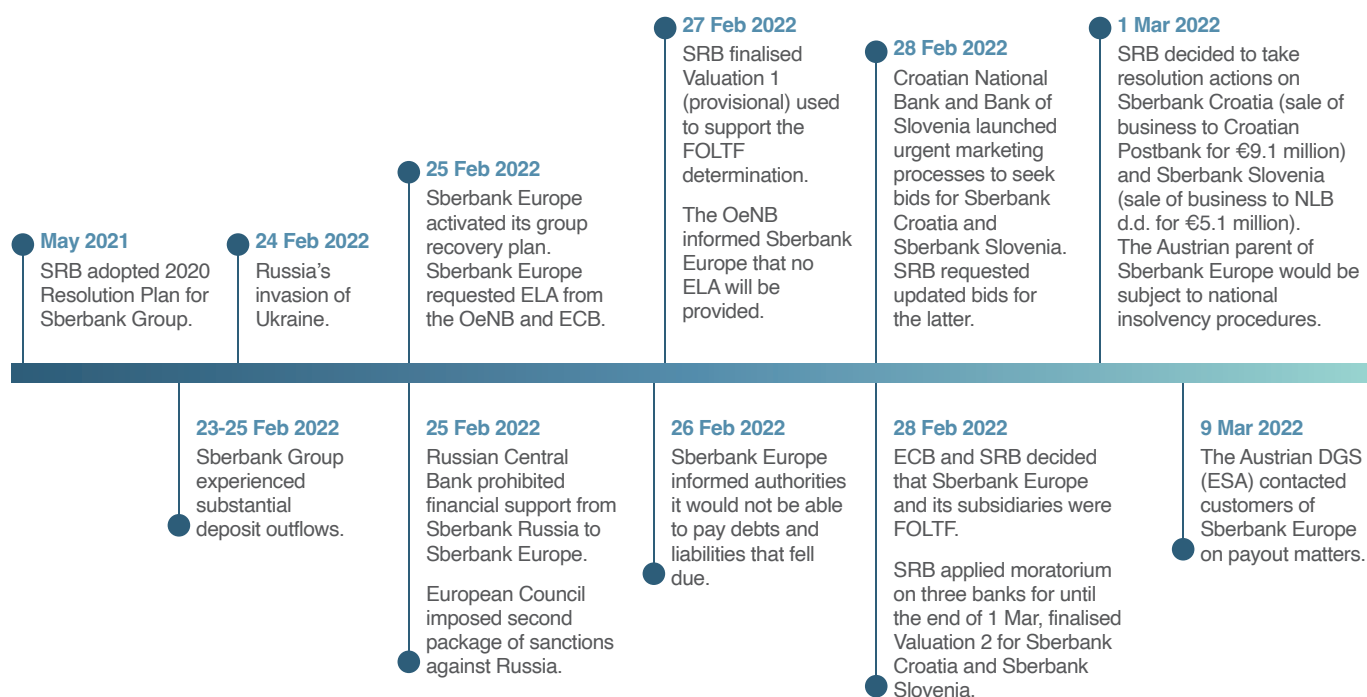 May 2021
SRB adopted 2020
Resolution Plan for
Sberbank Group.
24 Feb 2022
Russia's
invasion of
Ukraine.
25 Feb 2022
Sberbank Europe
activated its group
recovery plan.
Sberbank Europe
requested ELA from
the OeNB and ECB.
27 Feb 2022
SRB finalised
Valuation 1
(provisional) used
to support the
FOLTF
determination.
The OeNB
informed Sberbank
Europe that no
ELA will be
provided.
28 Feb 2022
Croatian National
Bank and Bank of
Slovenia launched
urgent marketing
processes to seek
bids for Sberbank
Croatia and
Sberbank Slovenia.
SRB requested
updated bids for
the latter.
1 Mar 2022
SRB decided to take
resolution actions on
Sberbank Croatia (sale of
business to Croatian
Postbank for €9.1 million)
and Sberbank Slovenia
(sale of business to NLB
d.d. for €5.1 million).
The Austrian parent of
Sberbank Europe would be
subject to national
insolvency procedures.
23-25 Feb 2022
Sberbank Group
experienced
substantial
deposit outflows.
25 Feb 2022
Russian Central
Bank prohibited
financial support from
Sberbank Russia to
Sberbank Europe.
European Council
imposed second
package of sanctions
against Russia.
26 Feb 2022
Sberbank Europe
informed authorities
it would not be able
to pay debts and
liabilities that fell
due.
28 Feb 2022
ECB and SRB decided
that Sberbank Europe
and its subsidiaries were
FOLTF.
SRB applied moratorium
on three banks for until
the end of 1 Mar, finalised
Valuation 2 for Sberbank
Croatia and Sberbank
Slovenia.
9 Mar 2022
The Austrian DGS
(ESA) contacted
customers of
Sberbank Europe
on payout matters.